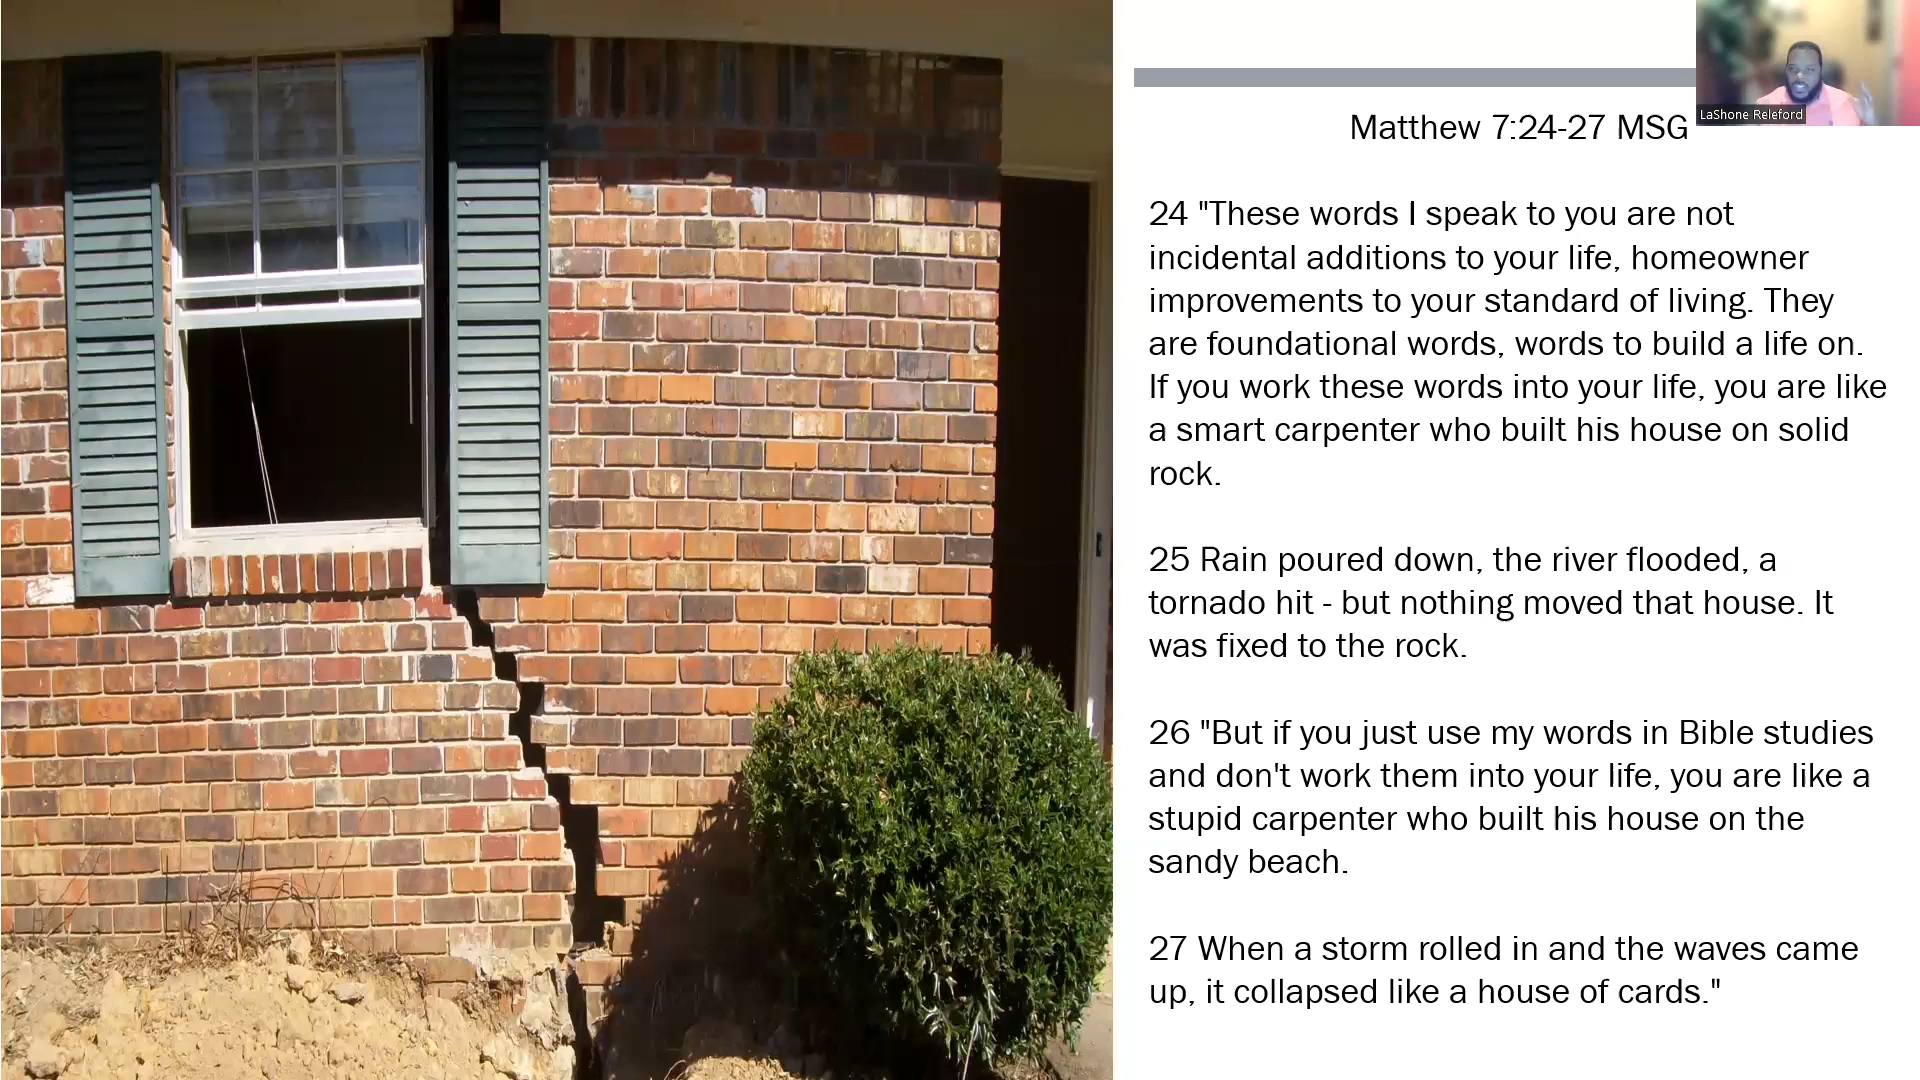 LaShone Releford
Matthew 7:24-27 MSG
24 "These words I speak to you are not
incidental additions to your life, homeowner
improvements to your standard of living. They
are foundational words, words to build a life on.
If you work these words into your life, you are like
a smart carpenter who built his house on solid
rock.
25 Rain poured down, the river flooded, a
tornado hit - but nothing moved that house. It
was fixed to the rock.
26 "But if you just use my words in Bible studies
and don't work them into your life, you are like a
stupid carpenter who built his house on the
sandy beach.
27 When a storm rolled in and the waves came
up, it collapsed like a house of cards."